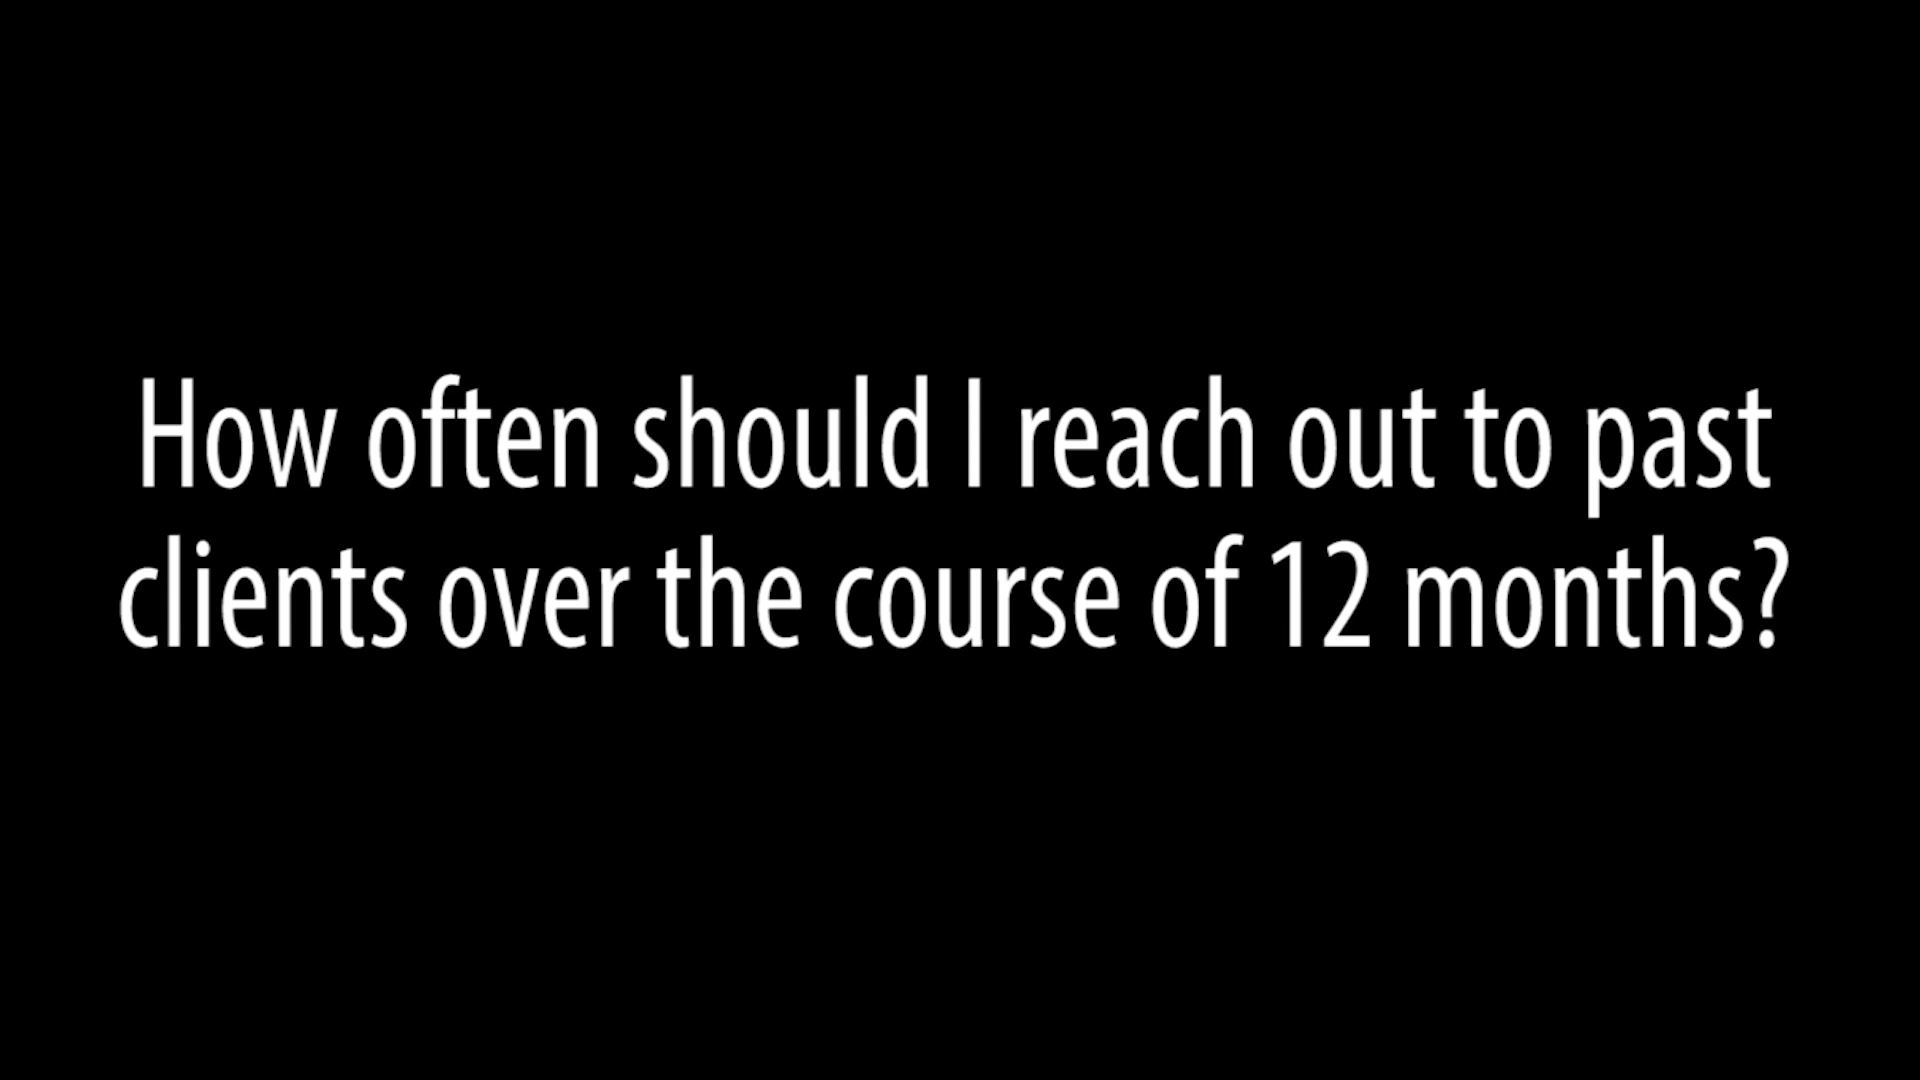 How often should I reach out to past
clients over the course of 12 months?